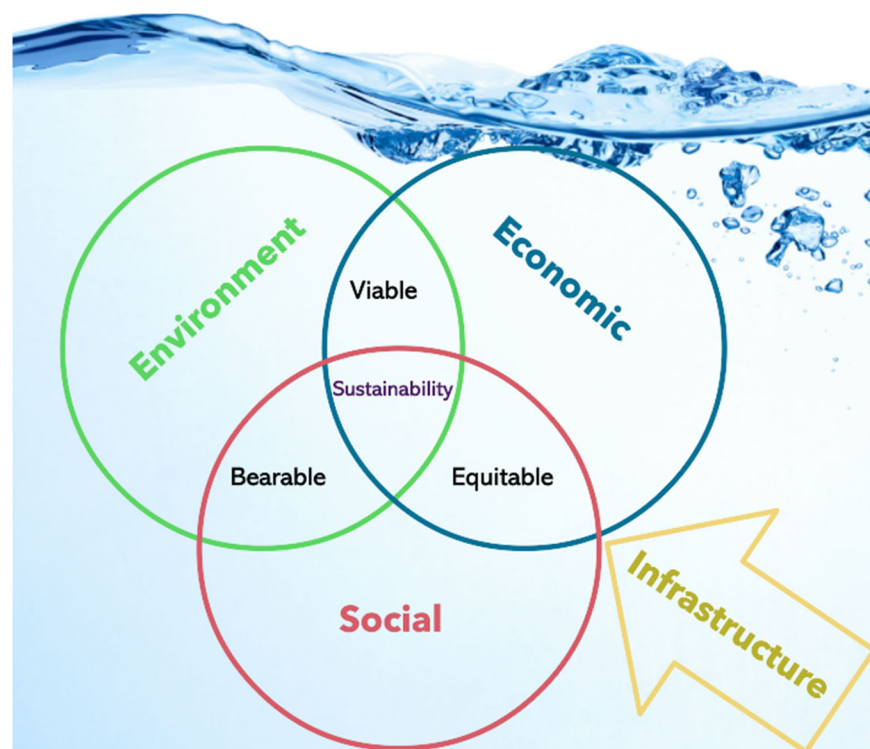 Environment
Economic
Viable
Sustainability
Bearable
Equitable
Social
Infrastructure